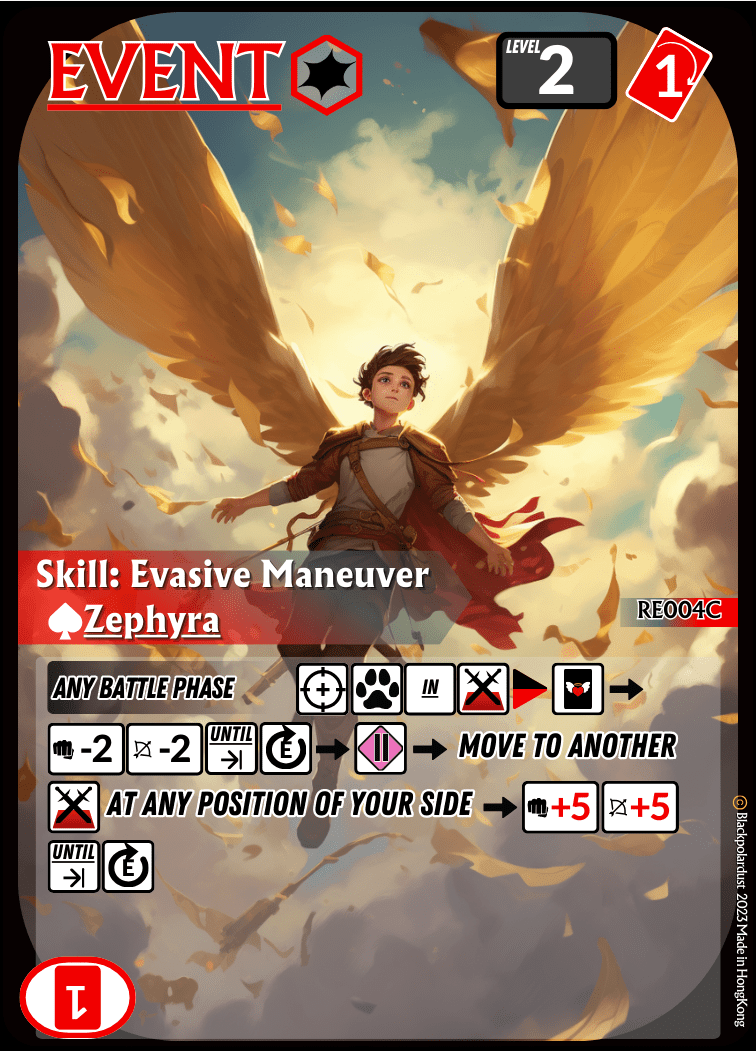 EVENT
LEVEL 2
1
Skill: Evasive Maneuver
Zephyra
RE004C
ANY BATTLE PHASE IN
-2 -2 UNTIL E MOVE TO ANOTHER
AT ANY POSITION OF YOUR SIDE +5 +5
UNTIL E
1
© Blackpolardust 2023 Made in HongKong